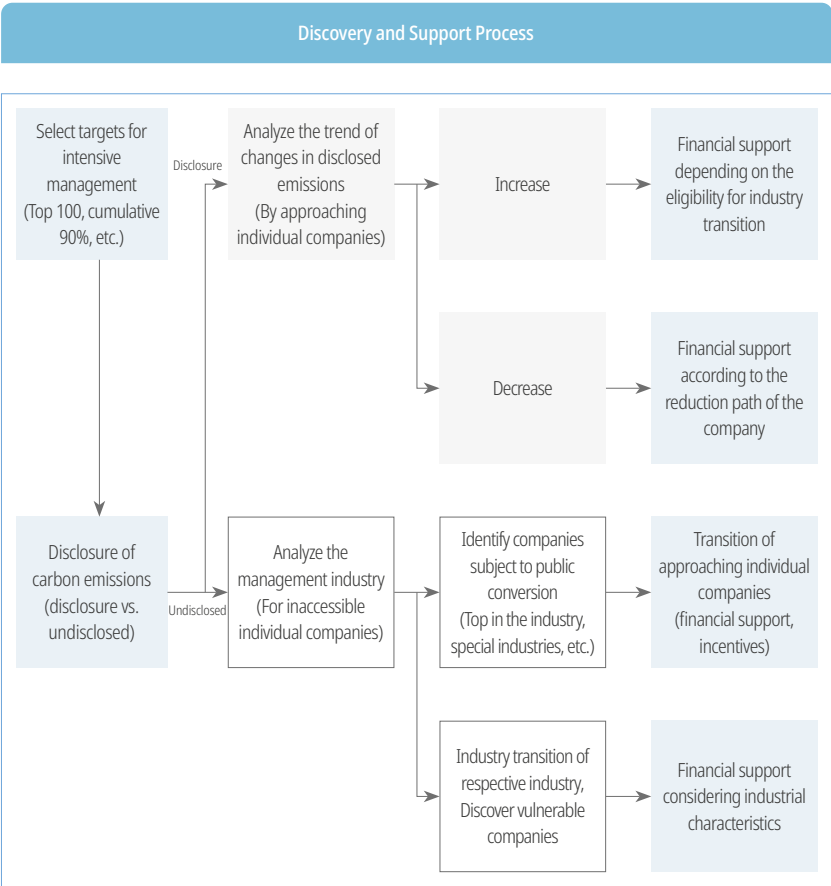 Discovery and Support Process
Select targets for
intensive
management
(Top 100, cumulative
90%, etc.)
Disclosure
Analyze the trend of
changes in disclosed
emissions
(By approaching
individual companies)
Increase
Financial support
depending on the
eligibility for industry
transition
Decrease
Financial support
according to the
reduction path of the
company
Disclosure of
carbon emissions
(disclosure vs.
undisclosed)
Undisclosed
Analyze the
management industry
(For inaccessible
individual companies)
Identify companies
subject to public
conversion
(Top in the industry,
special industries, etc.)
Transition of
approaching individual
companies
(financial support,
incentives)
Industry transition of
respective industry,
Discover vulnerable
companies
Financial support
considering industrial
characteristics